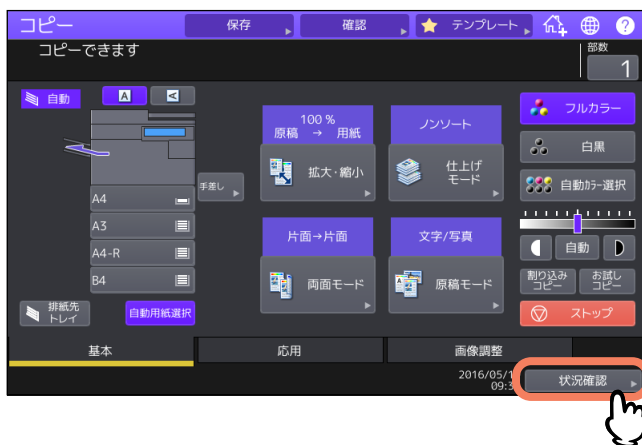 コピー
保存
確認
テンプレート
?
コピーできます
部数
1
自動
A
A
100 %
原稿 → 用紙
ノンソート
フルカラー
拡大・縮小
仕上げ
モード
白黒
手差し
自動ｶﾗｰ選択
A4
A3
A4-R
B4
片面→片面
文字/写真
自動
両面モード
原稿モード
割り込み
コピー
お試し
コピー
排紙先
トレイ
自動用紙選択
ストップ
基本
応用
画像調整
2016/05/1
09:3
状況確認